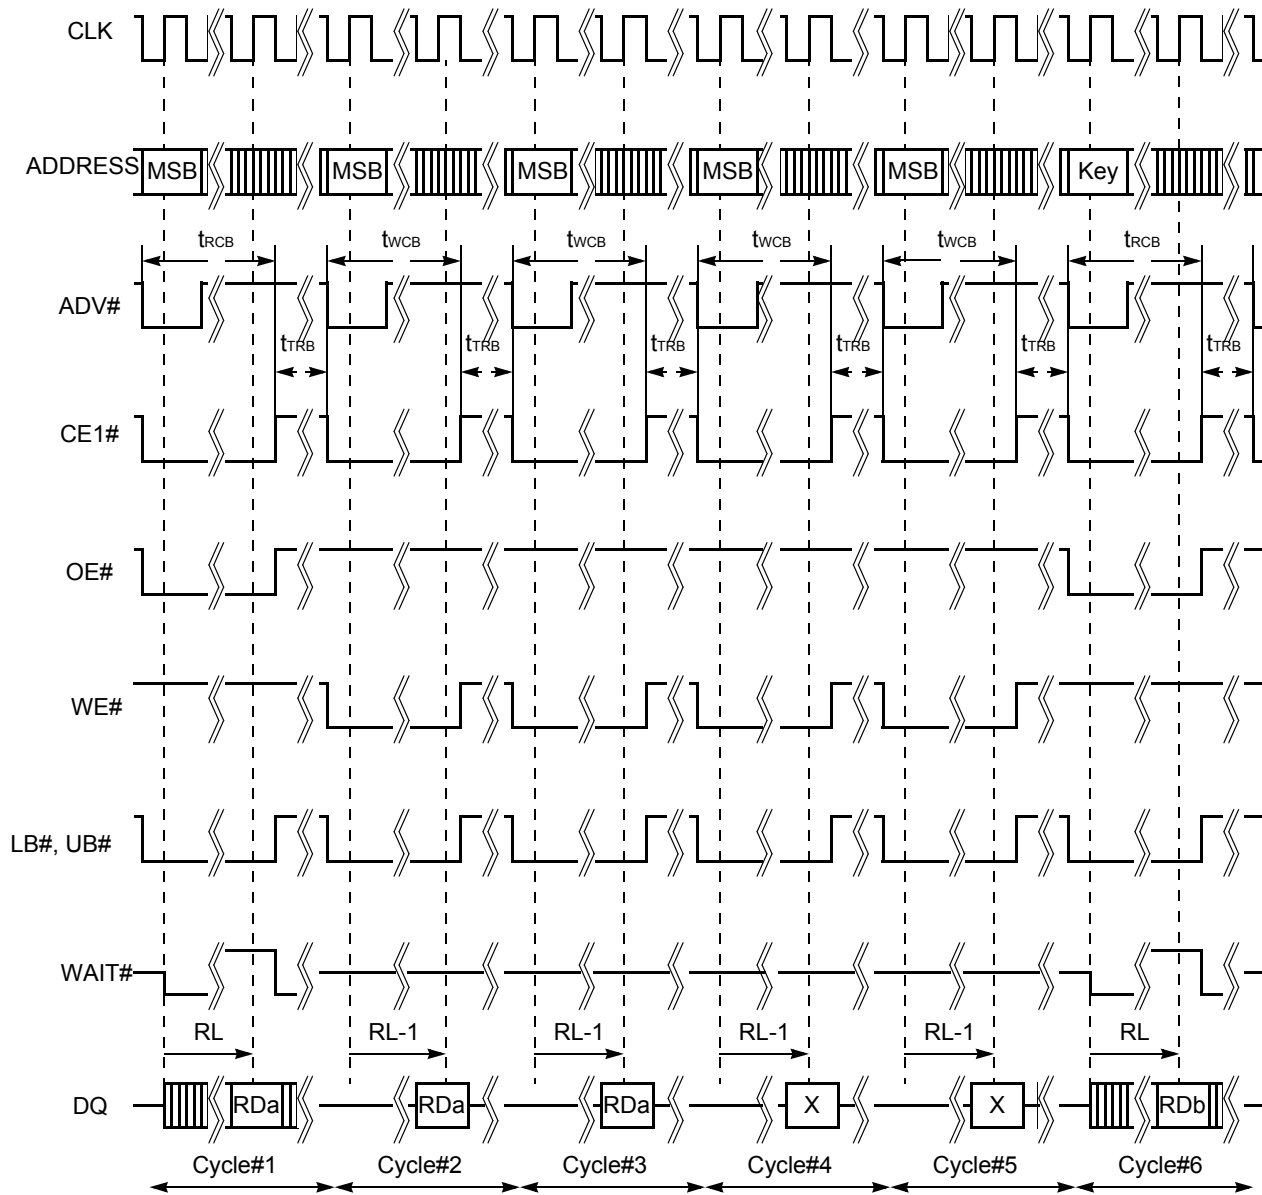 CLK
ADDRESS MSB MSB MSB MSB MSB Key
tRCB tWCB tWCB tWCB tWCB tRCB
ADV#
tTRB tTRB tTRB tTRB tTRB tTRB
CE1#
OE#
WE#
LB#, UB#
WAIT#
RL RL-1 RL-1 RL-1 RL-1 RL
DQ RDa RDa RDa X X RDb
Cycle#1 Cycle#2 Cycle#3 Cycle#4 Cycle#5 Cycle#6